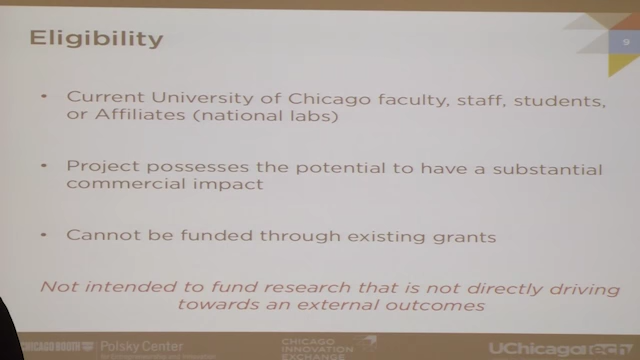 Eligibility
9
• Current University of Chicago faculty, staff, students,
or Affiliates (national labs)
• Project possesses the potential to have a substantial
commercial impact
• Cannot be funded through existing grants
Not intended to fund research that is not directly driving
towards an external outcomes
CHICAGO BOOTH Polsky Center
CHICAGO
INNOVATION
EXCHANGE
UChicagoTECH